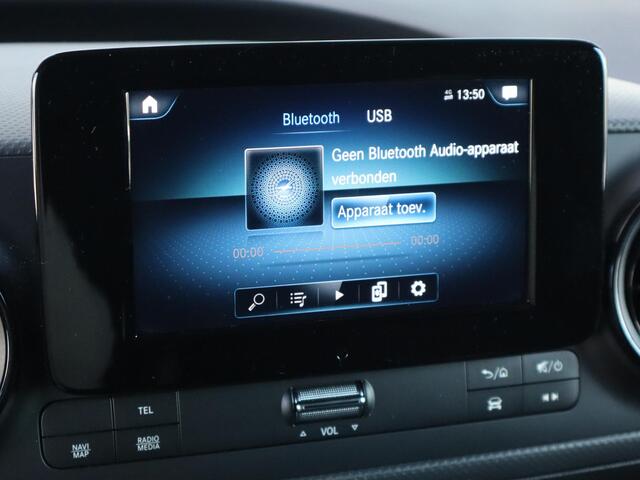 4G 13:50
Bluetooth USB
Geen Bluetooth Audio-apparaat
verbonden
Apparaat toev.
00:00 00:00
TEL
NAVI
MAP
RADIO
MEDIA
VOL